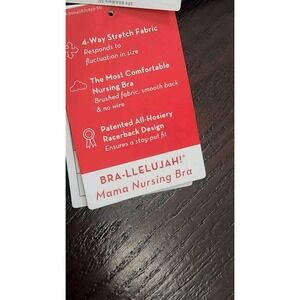 4-Way Stretch Fabric
Responds to
fluctuation in size
The Most Comfortable
Nursing Bra
Brushed fabric, smooth back
& no wire
Patented All-Hosiery
Racerback Design
Ensures a stay-put fit
BRA-LLELUJAH!®
Mama Nursing Bra